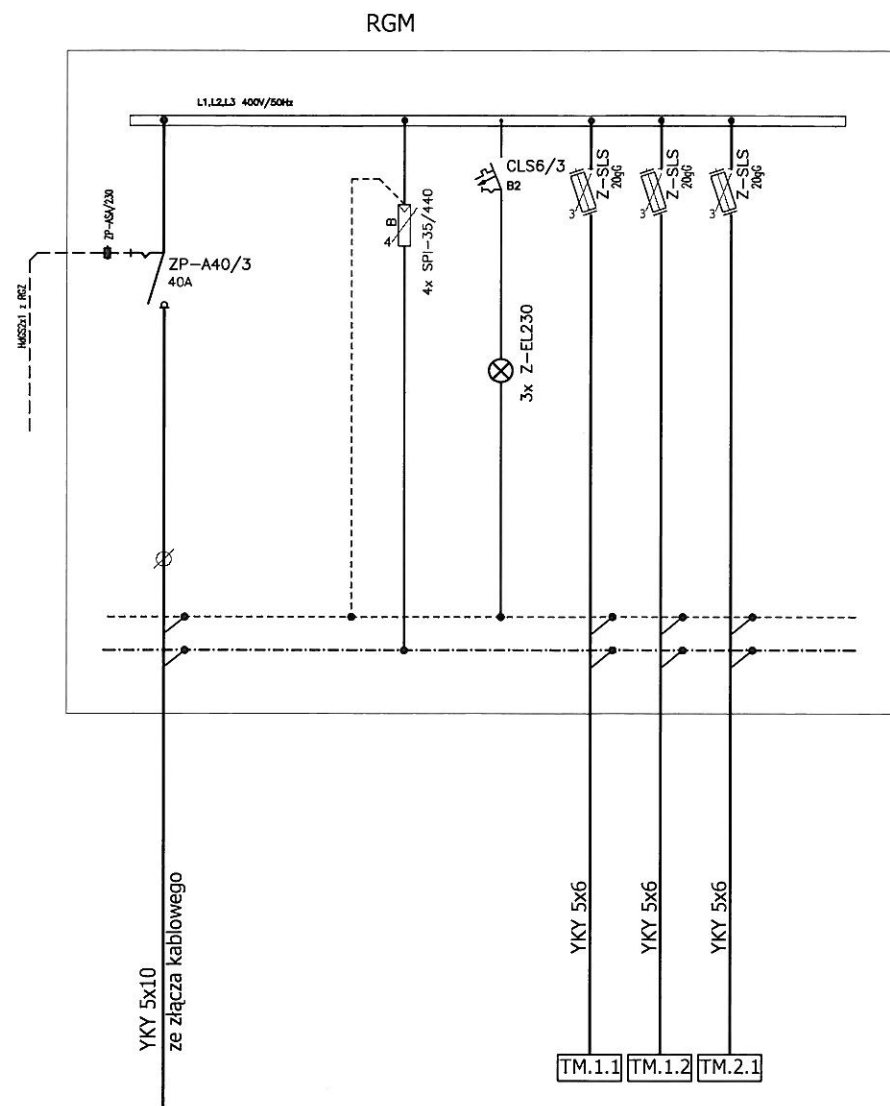 RGM
L1,L2,L3 400V/50Hz
ZP-ASA/230
HdGS2x1 z RGZ
ZP-A40/3
40A
B
4
4x SPI-35/440
CLS6/3
B2
3x Z-EL230
3
Z-SLS
20gG
3
Z-SLS
20gG
3
Z-SLS
20gG
YKY 5x10
ze złącza kablowego
YKY 5x6
YKY 5x6
YKY 5x6
TM.1.1
TM.1.2
TM.2.1